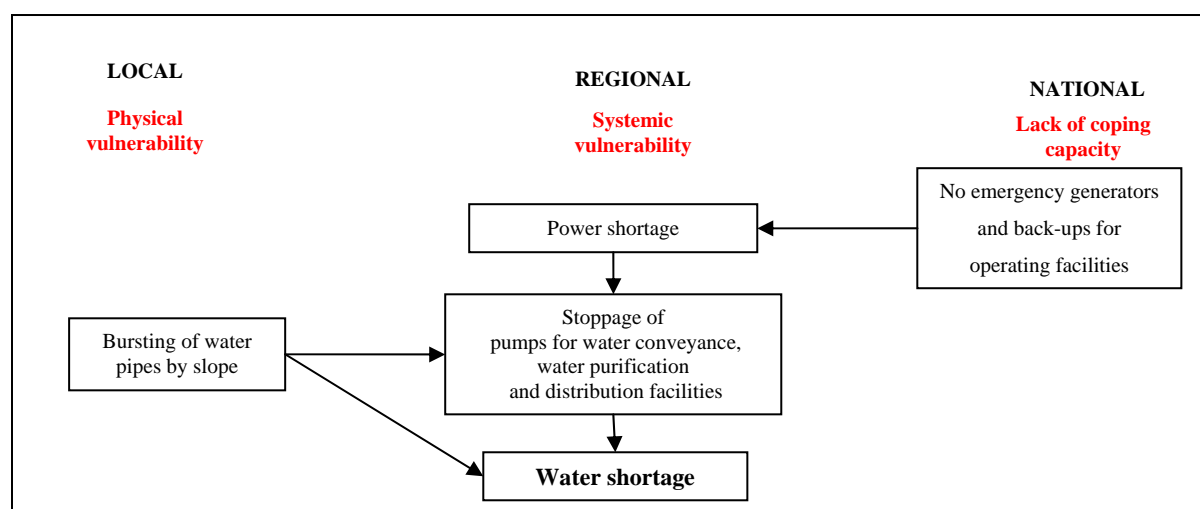 LOCAL
Physical
vulnerability
REGIONAL
Systemic
vulnerability
NATIONAL
Lack of coping
capacity
No emergency generators
and back-ups for
operating facilities
Power shortage
Bursting of water
pipes by slope
Stoppage of
pumps for water conveyance,
water purification
and distribution facilities
Water shortage